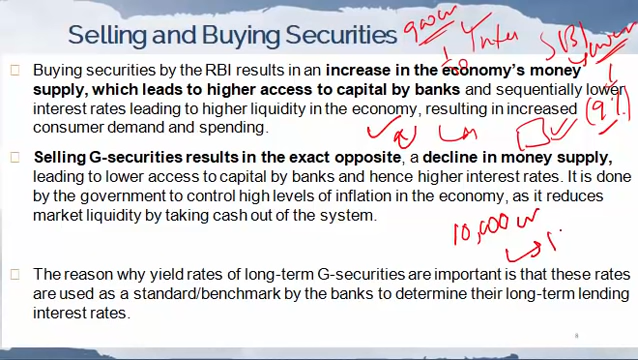 Selling and Buying Securities
Buying securities by the RBI results in an increase in the economy's money
supply, which leads to higher access to capital by banks and sequentially lower
interest rates leading to higher liquidity in the economy, resulting in increased
consumer demand and spending.
Selling G-securities results in the exact opposite, a decline in money supply,
leading to lower access to capital by banks and hence higher interest rates. It is done
by the government to control high levels of inflation in the economy, as it reduces
market liquidity by taking cash out of the system.
10,000 cr
The reason why yield rates of long-term G-securities are important is that these rates
are used as a standard/benchmark by the banks to determine their long-term lending
interest rates.
8